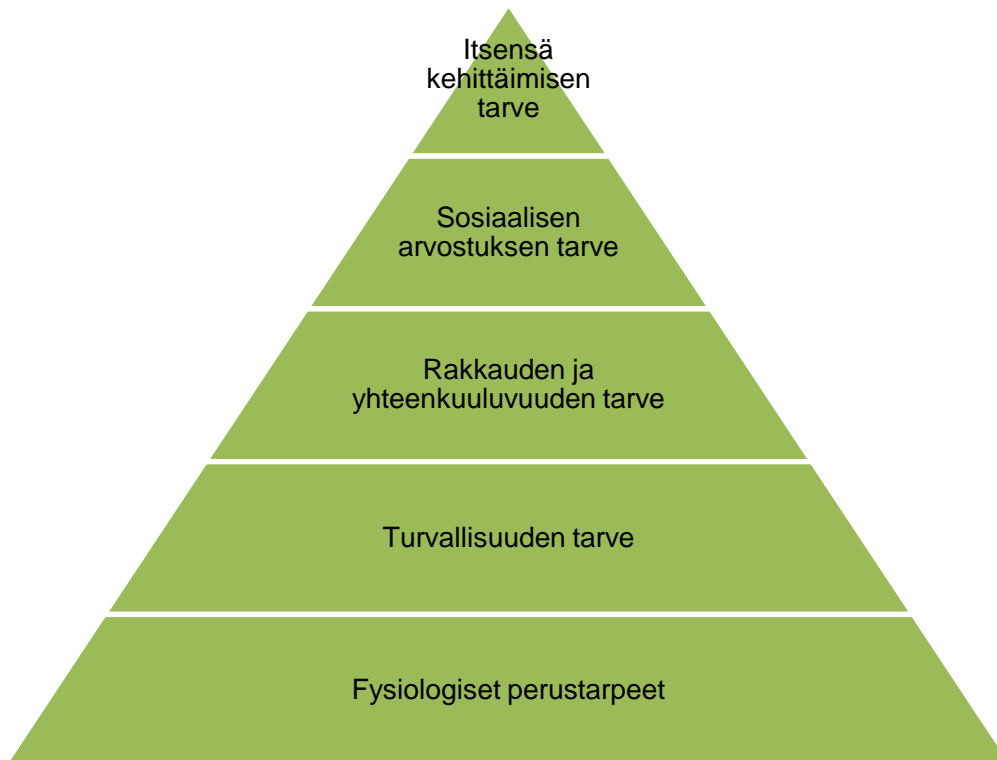 Itsensä
kehittäimisen
tarve
Sosiaalisen
arvostuksen tarve
Rakkauden ja
yhteenkuuluvuuden tarve
Turvallisuuden tarve
Fysiologiset perustarpeet